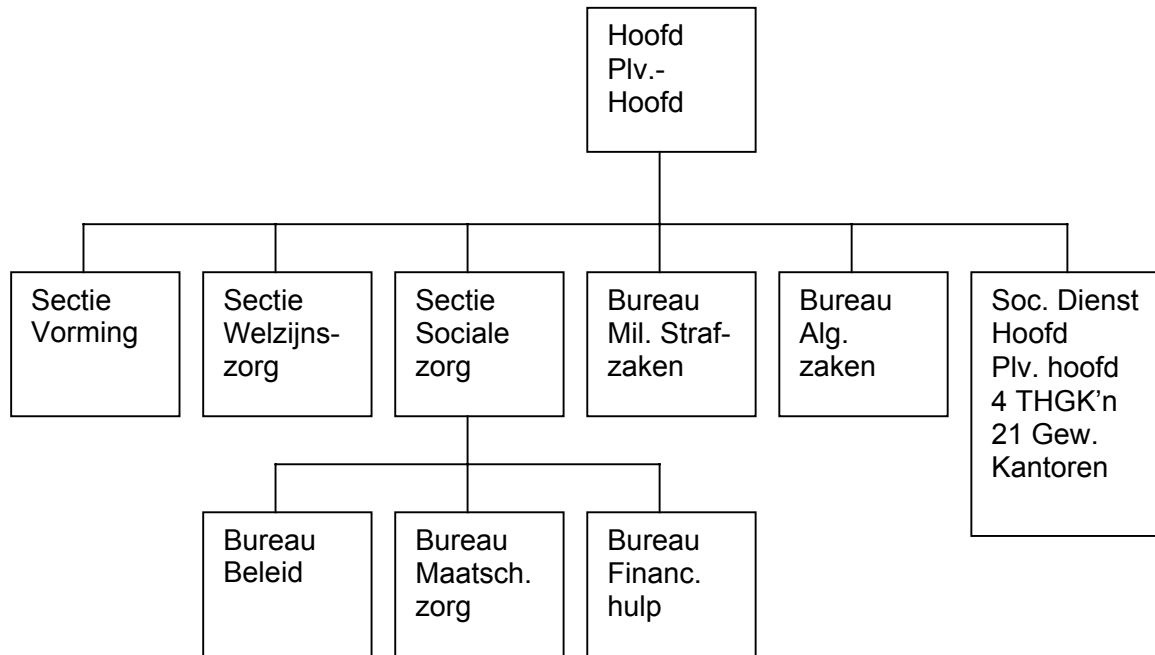 Hoofd
Plv.-
Hoofd
Sectie
Vorming
Sectie
Welzijns-
zorg
Sectie
Sociale
zorg
Bureau
Mil. Straf-
zaken
Bureau
Alg.
zaken
Soc. Dienst
Hoofd
Plv. hoofd
4 THGK’n
21 Gew.
Kantoren
Bureau
Beleid
Bureau
Maatsch.
zorg
Bureau
Financ.
hulp